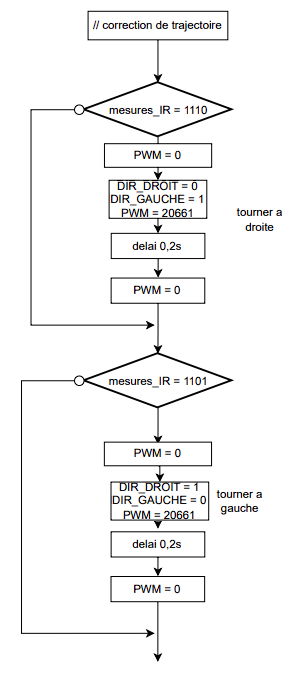 // correction de trajectoire
mesures_IR = 1110
PWM = 0
DIR_DROIT = 0
DIR_GAUCHE = 1
PWM = 20661
tourner a
droite
delai 0,2s
PWM = 0
mesures_IR = 1101
PWM = 0
DIR_DROIT = 1
DIR_GAUCHE = 0
PWM = 20661
tourner a
gauche
delai 0,2s
PWM = 0